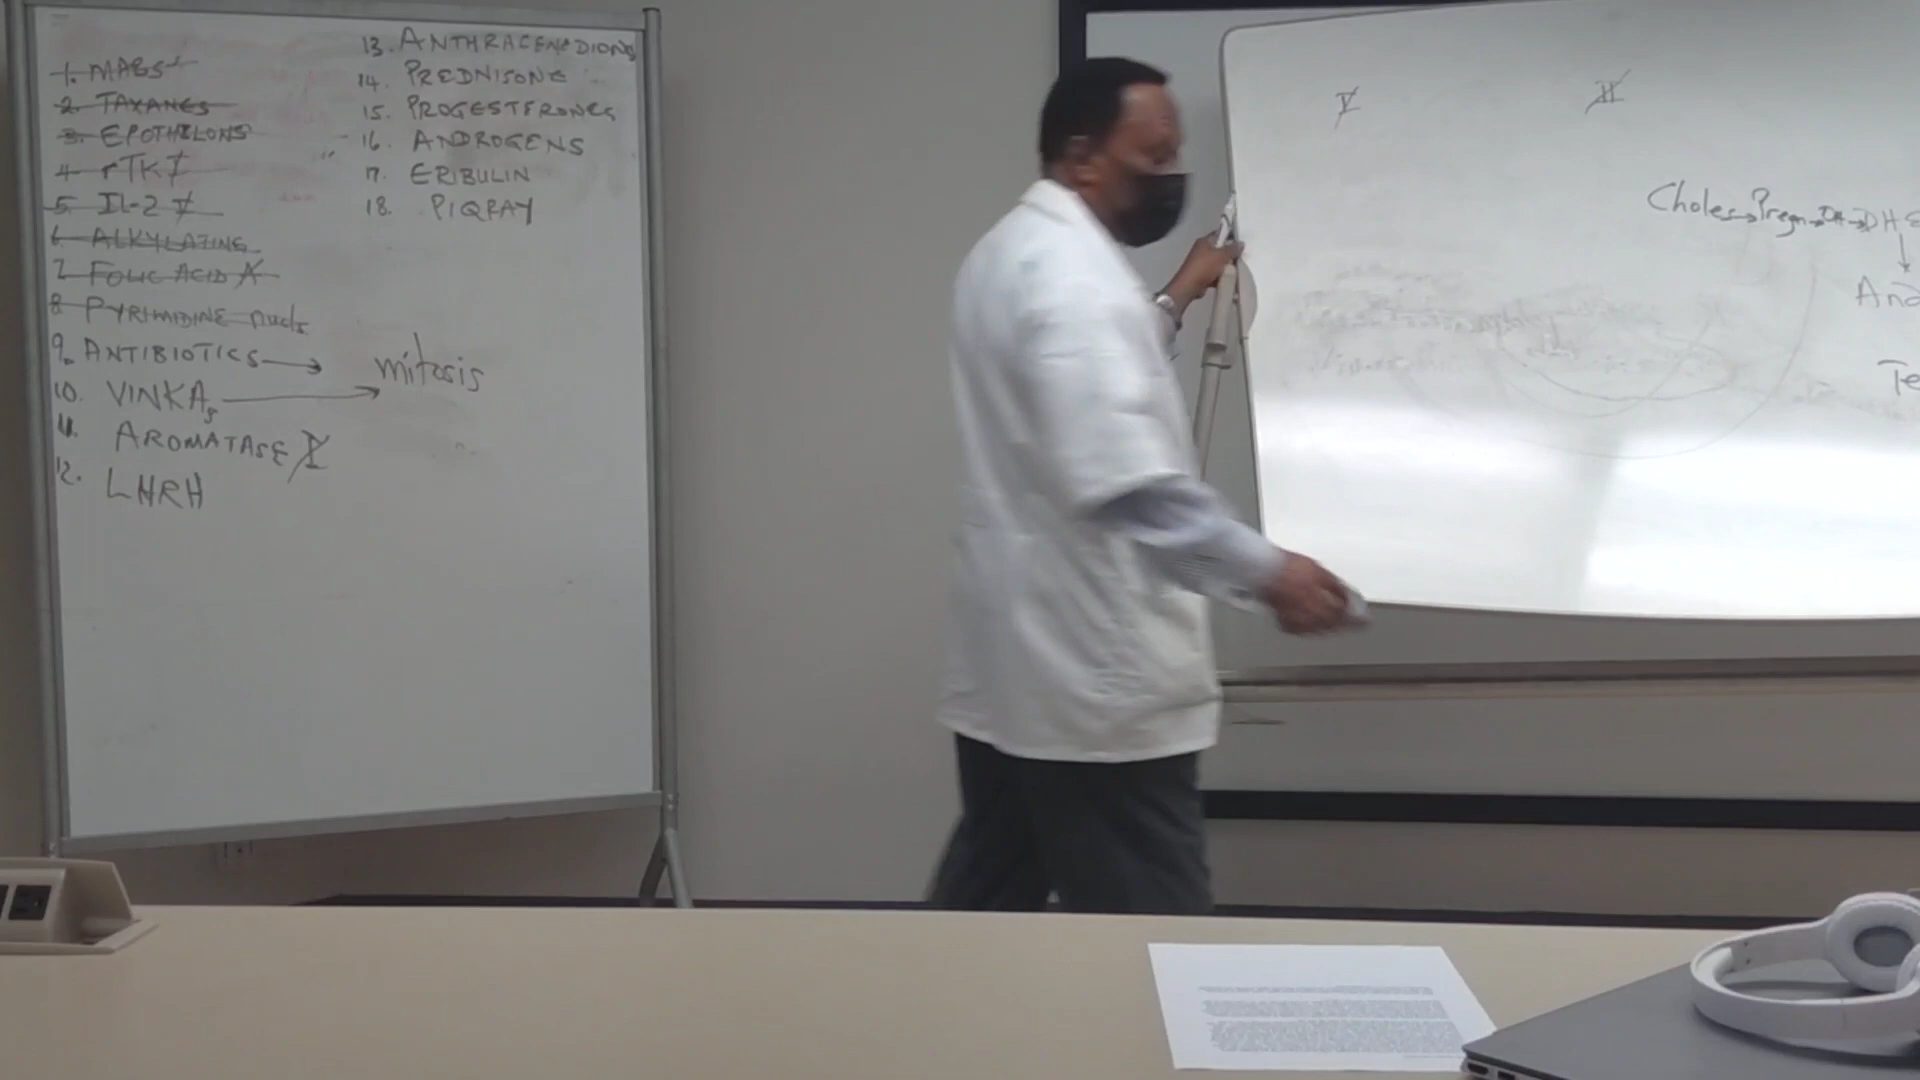 1. MABS
2. TAXANES
3. EPOTHILONS
4. rTKI
5. IL-2
6. ALKYLATING
7. FOLIC ACID A
8. PYRIMIDINE nucls
9. ANTIBIOTICS → mitosis
10. VINKAs →
11. AROMATASE I
12. LHRH
13. ANTHRACENEDIONS
14. PREDNISONE
15. PROGESTERONES
16. ANDROGENS
17. ERIBULIN
18. PIQRAY
V II
Choles→Pregn→
And
Te